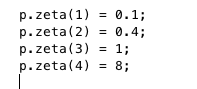 p.zeta(1) = 0.1;
p.zeta(2) = 0.4;
p.zeta(3) = 1;
p.zeta(4) = 8;